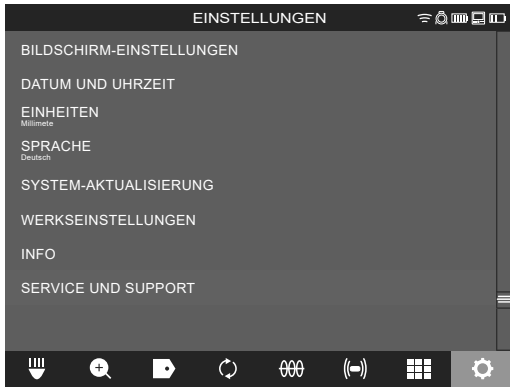 EINSTELLUNGEN
BILDSCHIRM-EINSTELLUNGEN
DATUM UND UHRZEIT
EINHEITEN
Millimete
SPRACHE
Deutsch
SYSTEM-AKTUALISIERUNG
WERKSEINSTELLUNGEN
INFO
SERVICE UND SUPPORT